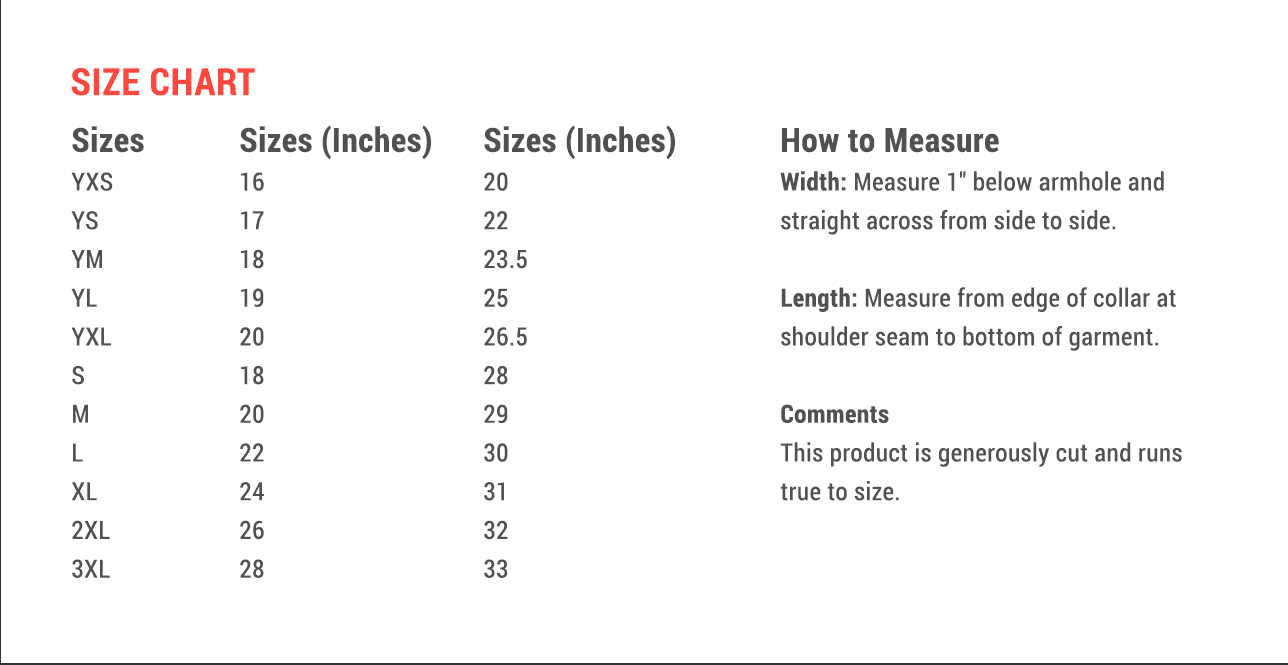 SIZE CHART
Sizes Sizes (Inches) Sizes (Inches)
YXS 16 20
YS 17 22
YM 18 23.5
YL 19 25
YXL 20 26.5
S 18 28
M 20 29
L 22 30
XL 24 31
2XL 26 32
3XL 28 33
How to Measure
Width: Measure 1" below armhole and
straight across from side to side.
Length: Measure from edge of collar at
shoulder seam to bottom of garment.
Comments
This product is generously cut and runs
true to size.